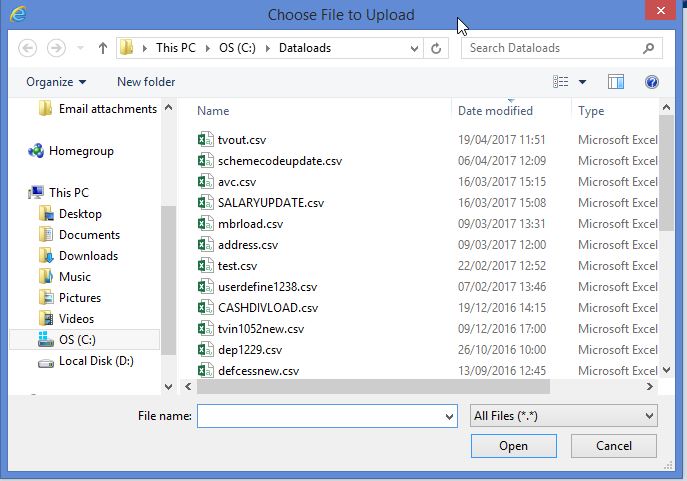 Choose File to Upload
This PC OS (C:) Dataloads
Search Dataloads
Organize New folder
Name Date modified Type
Email attachments
Homegroup
This PC
Desktop
Documents
Downloads
Music
Pictures
Videos
OS (C:)
Local Disk (D:)
tvout.csv 19/04/2017 11:51 Microsoft Excel
schemecodeupdate.csv 06/04/2017 12:09 Microsoft Excel
avc.csv 16/03/2017 15:15 Microsoft Excel
SALARYUPDATE.csv 16/03/2017 15:08 Microsoft Excel
mbrload.csv 09/03/2017 13:31 Microsoft Excel
address.csv 09/03/2017 12:00 Microsoft Excel
test.csv 22/02/2017 12:52 Microsoft Excel
userdefine1238.csv 07/02/2017 13:46 Microsoft Excel
CASHDIVLOAD.csv 19/12/2016 14:15 Microsoft Excel
tvin1052new.csv 09/12/2016 17:00 Microsoft Excel
dep1229.csv 26/10/2016 10:00 Microsoft Excel
defcessnew.csv 13/09/2016 12:45 Microsoft Excel
File name: All Files (*.*)
Open Cancel